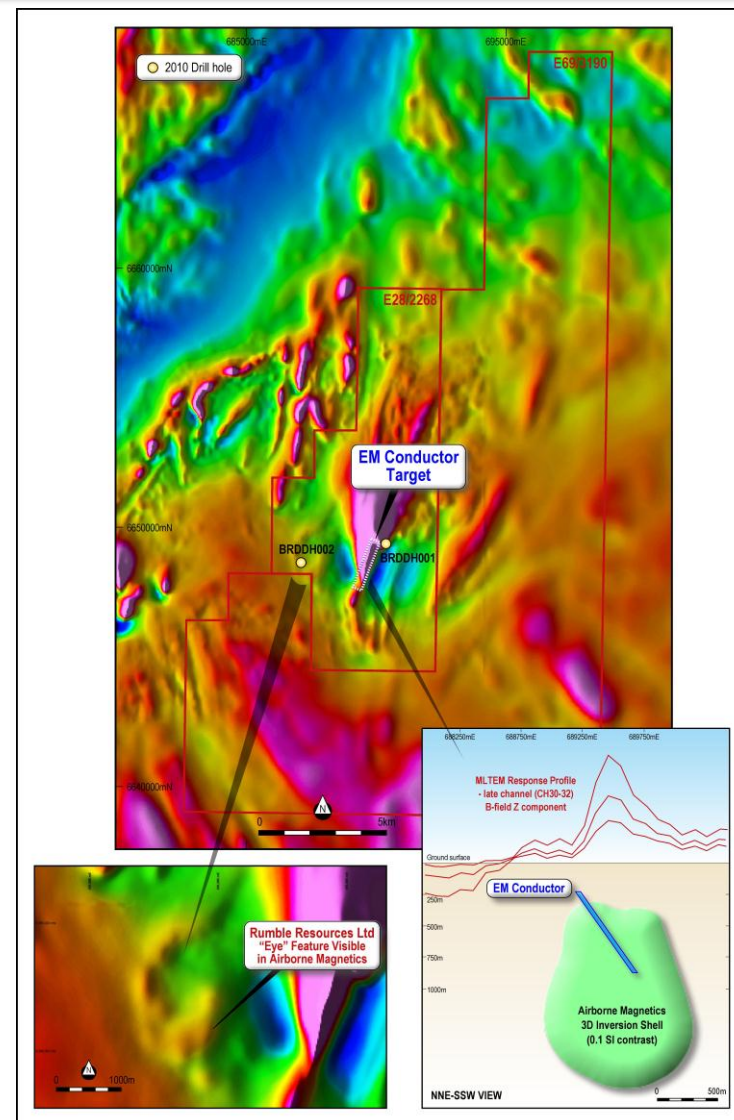 685000mE
695000mE
2010 Drill hole
E69/3190
6660000mN
E28/2268
EM Conductor
Target
6650000mN
BRDDH002
BRDDH001
6640000mN
N
0
5km
688250mE
688750mE
689250mE
689750mE
MLTEM Response Profile
- late channel (CH30-32)
B-field Z component
Ground surface
EM Conductor
250m
500m
750m
1000m
Airborne Magnetics
3D Inversion Shell
(0.1 SI contrast)
NNE-SSW VIEW
0
500m
Rumble Resources Ltd
“Eye” Feature Visible
in Airborne Magnetics
N
0
1000m